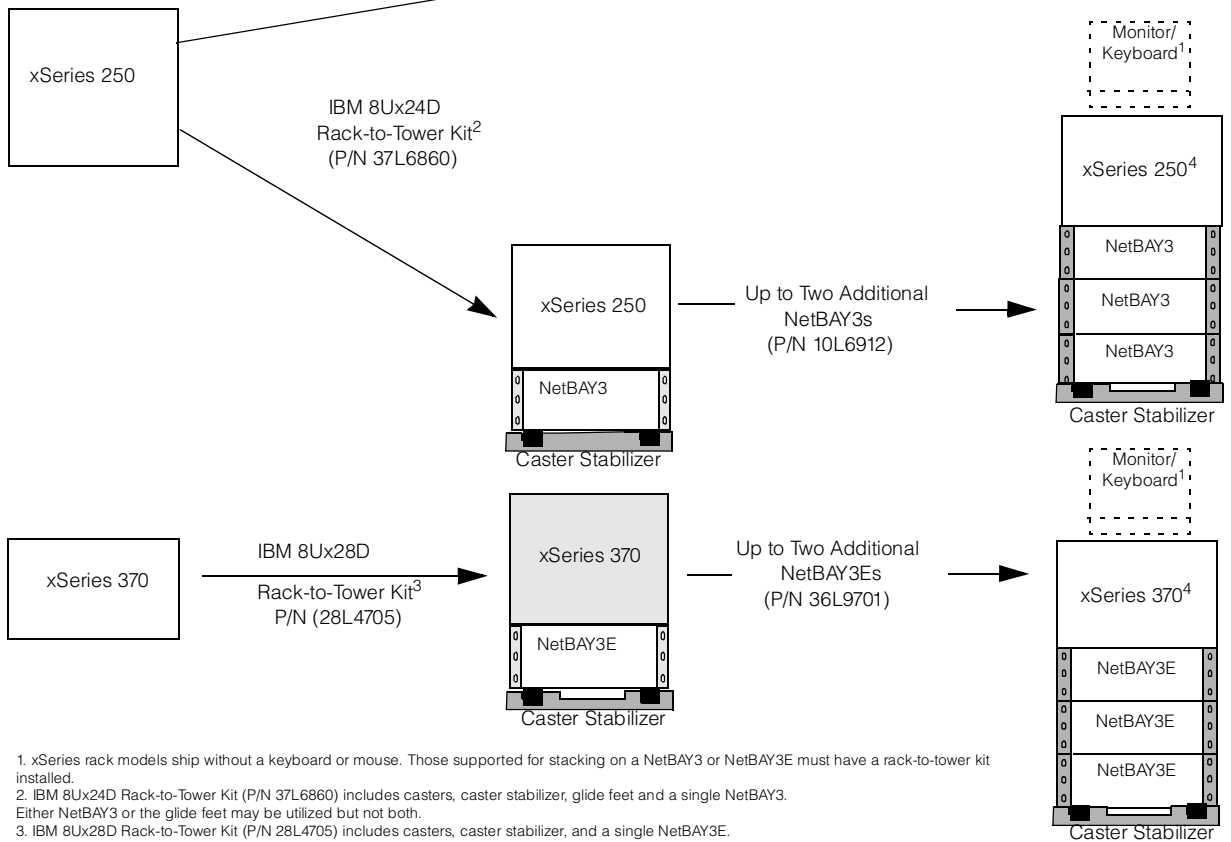 xSeries 250
IBM 8Ux24D
Rack-to-Tower Kit2
(P/N 37L6860)
xSeries 250
NetBAY3
Caster Stabilizer
Up to Two Additional
NetBAY3s
(P/N 10L6912)
Monitor/
Keyboard1
xSeries 2504
NetBAY3
NetBAY3
NetBAY3
Caster Stabilizer
xSeries 370
IBM 8Ux28D
Rack-to-Tower Kit3
P/N (28L4705)
xSeries 370
NetBAY3E
Caster Stabilizer
Up to Two Additional
NetBAY3Es
(P/N 36L9701)
Monitor/
Keyboard1
xSeries 3704
NetBAY3E
NetBAY3E
NetBAY3E
Caster Stabilizer
1. xSeries rack models ship without a keyboard or mouse. Those supported for stacking on a NetBAY3 or NetBAY3E must have a rack-to-tower kit
installed.
2. IBM 8Ux24D Rack-to-Tower Kit (P/N 37L6860) includes casters, caster stabilizer, glide feet and a single NetBAY3.
Either NetBAY3 or the glide feet may be utilized but not both.
3. IBM 8Ux28D Rack-to-Tower Kit (P/N 28L4705) includes casters, caster stabilizer, and a single NetBAY3E.